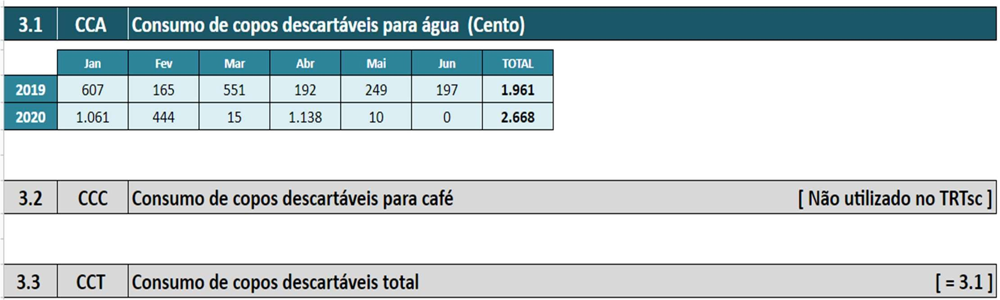 3.1 CCA Consumo de copos descartáveis para água (Cento)
Jan Fev Mar Abr Mai Jun TOTAL
2019 607 165 551 192 249 197 1.961
2020 1.061 444 15 1.138 10 0 2.668
3.2 CCC Consumo de copos descartáveis para café [ Não utilizado no TRTsc ]
3.3 CCT Consumo de copos descartáveis total [ = 3.1 ]